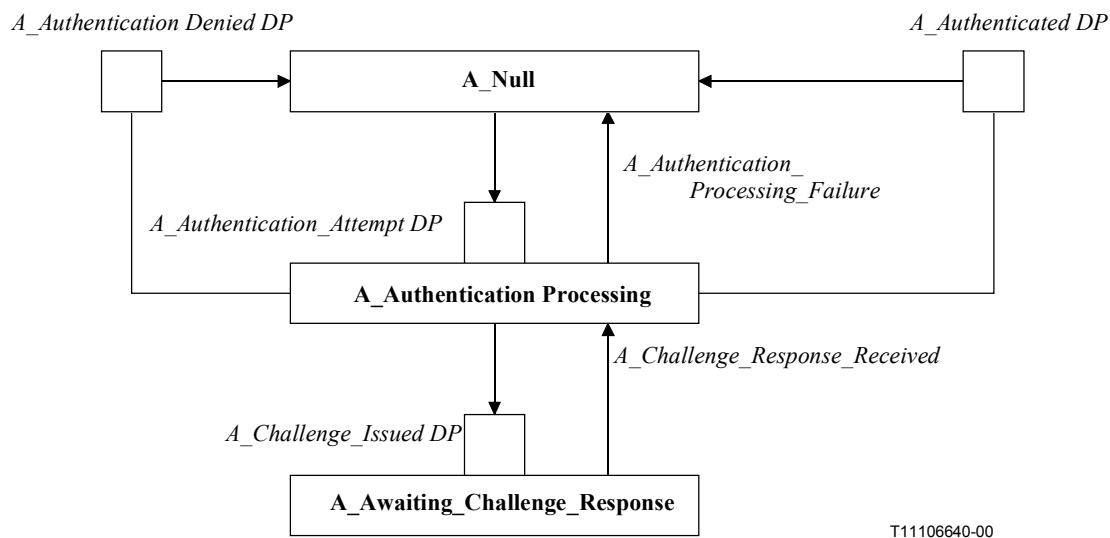 A_Authentication Denied DP
A_Authenticated DP
A_Null
A_Authentication_
Processing_Failure
A_Authentication_Attempt DP
A_Authentication Processing
A_Challenge_Response_Received
A_Challenge_Issued DP
A_Awaiting_Challenge_Response
T11106640-00